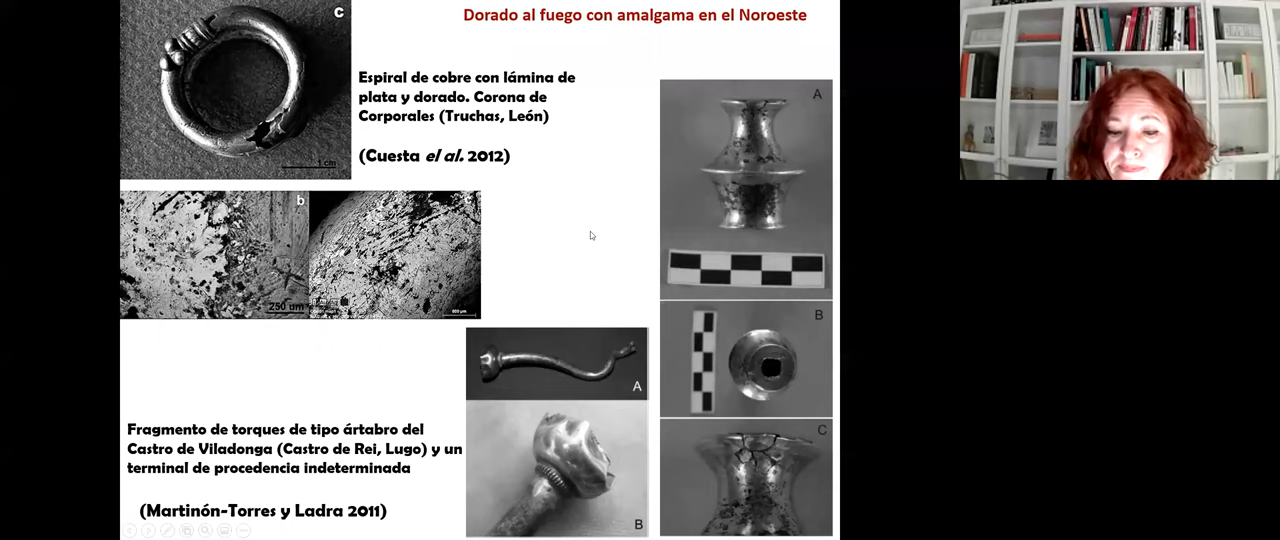 Dorado al fuego con amalgama en el Noroeste
C
Espiral de cobre con lámina de
plata y dorado. Corona de
Corporales (Truchas, León)
(Cuesta el al. 2012)
1 cm
b
250 um
A
B
C
A
B
Fragmento de torques de tipo ártabro del
Castro de Viladonga (Castro de Rei, Lugo) y un
terminal de procedencia indeterminada
(Martinón-Torres y Ladra 2011)